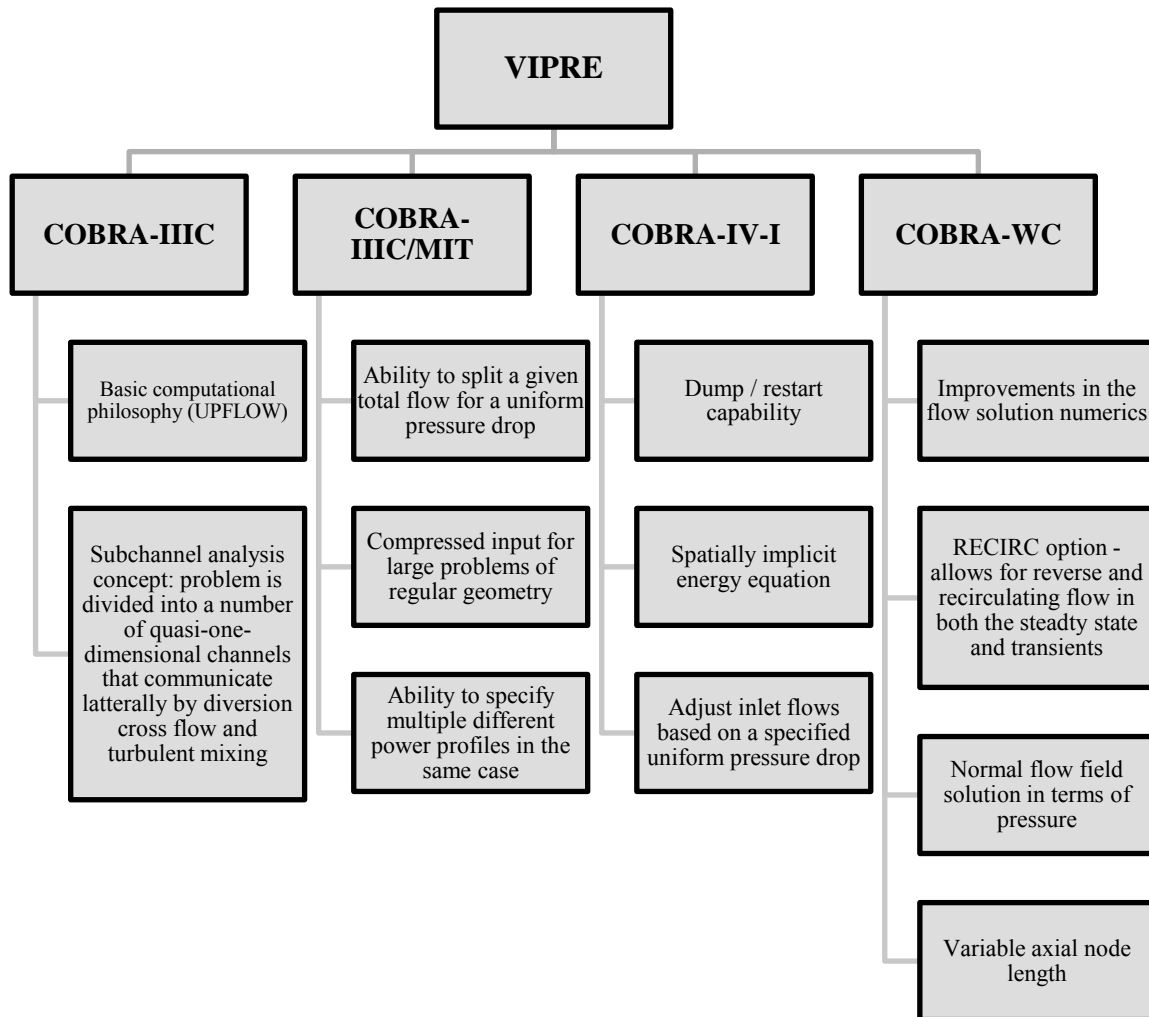 VIPRE
COBRA-IIIC
COBRA-
IIIC/MIT
COBRA-IV-I
COBRA-WC
Basic computational
philosophy (UPFLOW)
Subchannel analysis
concept: problem is
divided into a number
of quasi-one-
dimensional channels
that communicate
latterally by diversion
cross flow and
turbulent mixing
Ability to split a given
total flow for a uniform
pressure drop
Compressed input for
large problems of
regular geometry
Ability to specify
multiple different
power profiles in the
same case
Dump / restart
capability
Spatially implicit
energy equation
Adjust inlet flows
based on a specified
uniform pressure drop
Improvements in the
flow solution numerics
RECIRC option -
allows for reverse and
recirculating flow in
both the steady state
and transients
Normal flow field
solution in terms of
pressure
Variable axial node
length